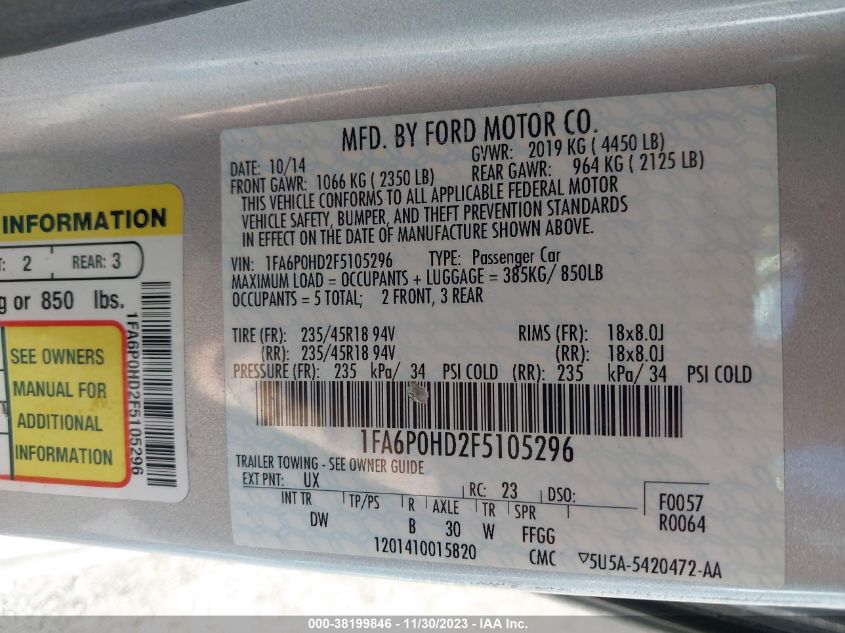 MFD. BY FORD MOTOR CO.
DATE: 10/14
GVWR: 2019 KG ( 4450 LB)
FRONT GAWR: 1066 KG ( 2350 LB)
REAR GAWR: 964 KG ( 2125 LB)
THIS VEHICLE CONFORMS TO ALL APPLICABLE FEDERAL MOTOR
VEHICLE SAFETY, BUMPER, AND THEFT PREVENTION STANDARDS
IN EFFECT ON THE DATE OF MANUFACTURE SHOWN ABOVE.
VIN: 1FA6P0HD2F5105296 TYPE: Passenger Car
MAXIMUM LOAD = OCCUPANTS + LUGGAGE = 385KG/ 850LB
OCCUPANTS = 5 TOTAL; 2 FRONT, 3 REAR
TIRE (FR): 235/45R18 94V RIMS (FR): 18x8.0J
(RR): 235/45R18 94V (RR): 18x8.0J
PRESSURE (FR): 235 kPa/ 34 PSI COLD (RR): 235 kPa/ 34 PSI COLD
1FA6P0HD2F5105296
TRAILER TOWING - SEE OWNER GUIDE
EXT PNT: UX RC: 23 DSO: F0057
INT TR TP/PS R AXLE TR SPR R0064
DW B 30 W FFGG
1201410015820 CMC ▽5U5A-5420472-AA
INFORMATION
2 REAR: 3
or 850 lbs.
SEE OWNERS
MANUAL FOR
ADDITIONAL
INFORMATION
1FA6P0HD2F5105296
000-38199846 - 11/30/2023 - IAA Inc.